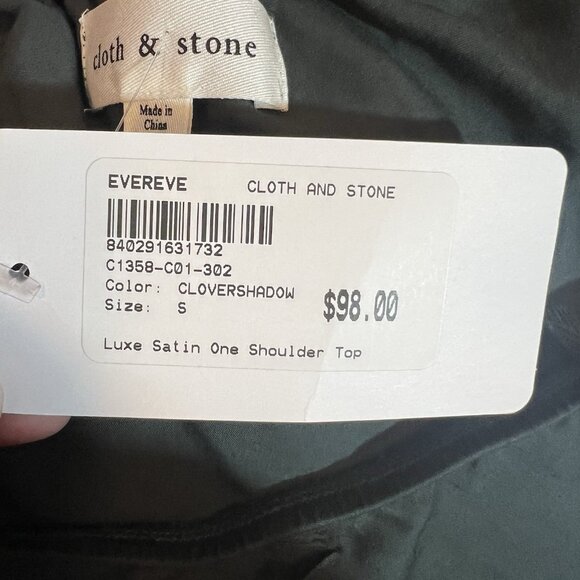 cloth & stone
Made in
China
EVEREVE CLOTH AND STONE
840291631732
C1358-C01-302
Color: CLOVERSHADOW
Size: S $98.00
Luxe Satin One Shoulder Top